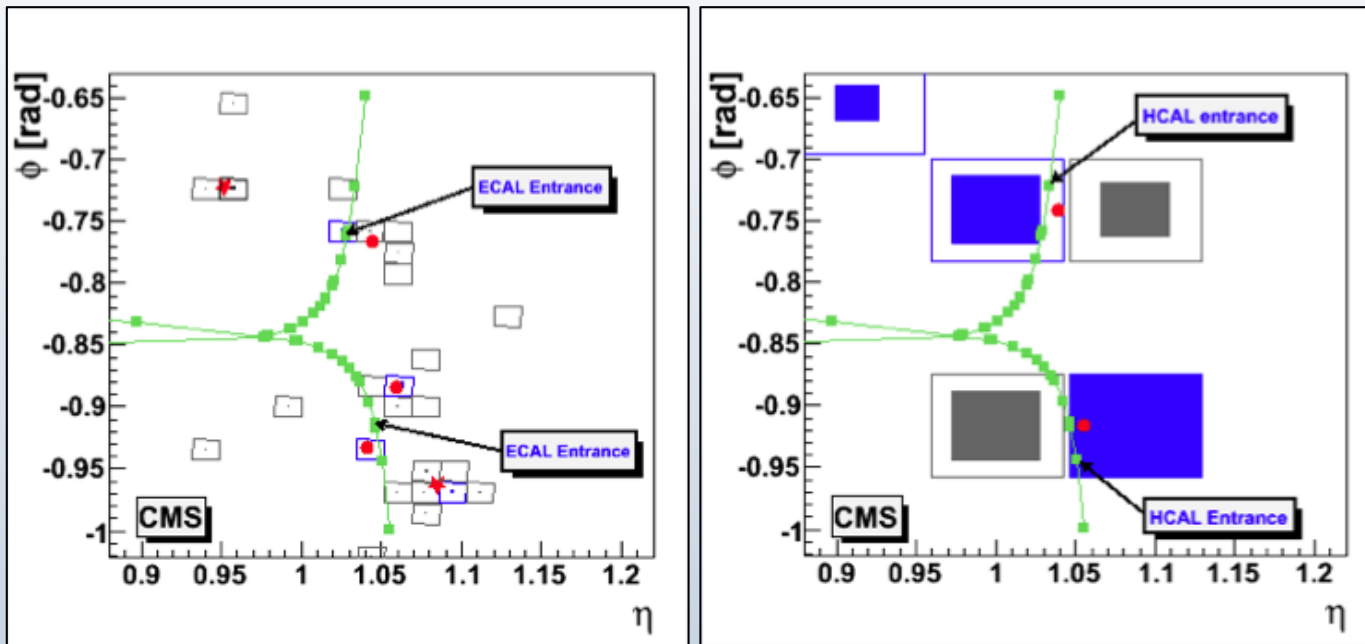 φ [rad]
-0.65
-0.7
-0.75
-0.8
-0.85
-0.9
-0.95
-1
ECAL Entrance
ECAL Entrance
CMS
0.9 0.95 1 1.05 1.1 1.15 1.2
η
φ [rad]
-0.65
-0.7
-0.75
-0.8
-0.85
-0.9
-0.95
-1
HCAL entrance
HCAL Entrance
CMS
0.9 0.95 1 1.05 1.1 1.15 1.2
η